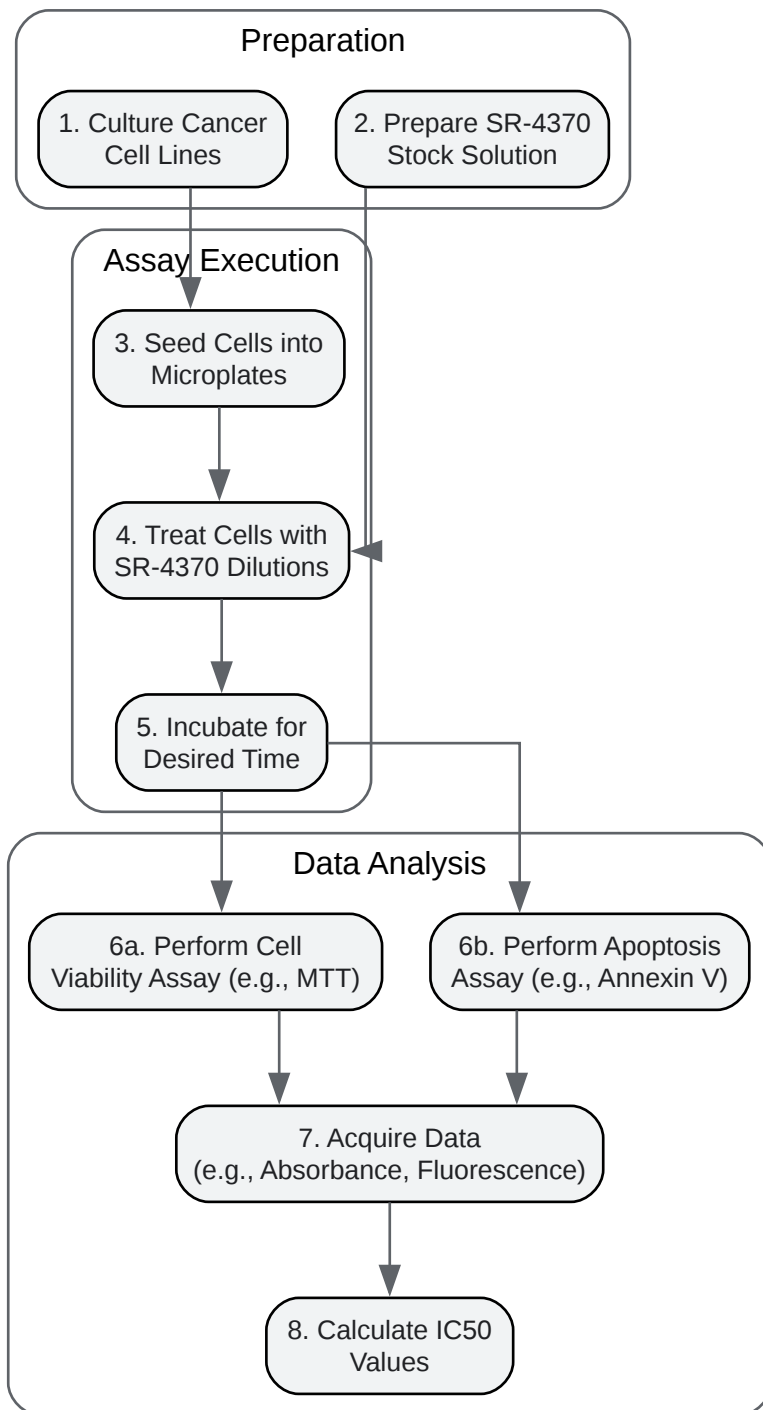 Preparation
1. Culture Cancer
Cell Lines
2. Prepare SR-4370
Stock Solution
Assay Execution
3. Seed Cells into
Microplates
4. Treat Cells with
SR-4370 Dilutions
5. Incubate for
Desired Time
Data Analysis
6a. Perform Cell
Viability Assay (e.g., MTT)
6b. Perform Apoptosis
Assay (e.g., Annexin V)
7. Acquire Data
(e.g., Absorbance, Fluorescence)
8. Calculate IC50
Values